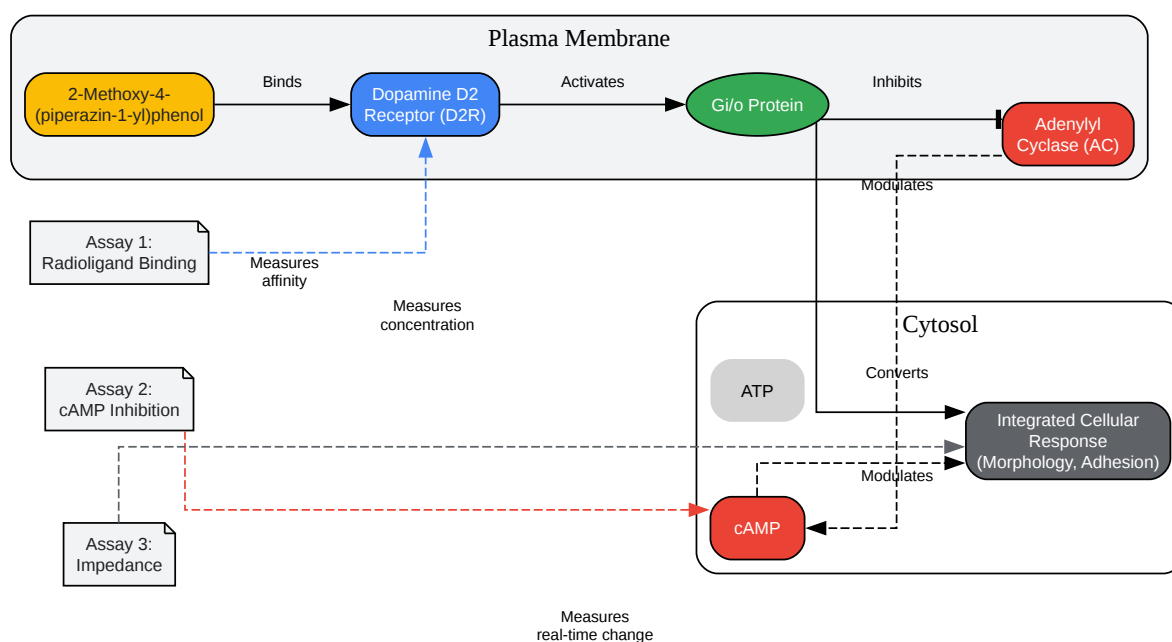 Plasma Membrane
2-Methoxy-4-
(piperazin-1-yl)phenol
Binds
Dopamine D2
Receptor (D2R)
Activates
Gi/o Protein
Inhibits
Adenylyl
Cyclase (AC)
Modulates
Assay 1:
Radioligand Binding
Measures
affinity
Measures
concentration
Cytosol
Assay 2:
cAMP Inhibition
ATP
Converts
Integrated Cellular
Response
(Morphology, Adhesion)
Modulates
cAMP
Assay 3:
Impedance
Measures
real-time change